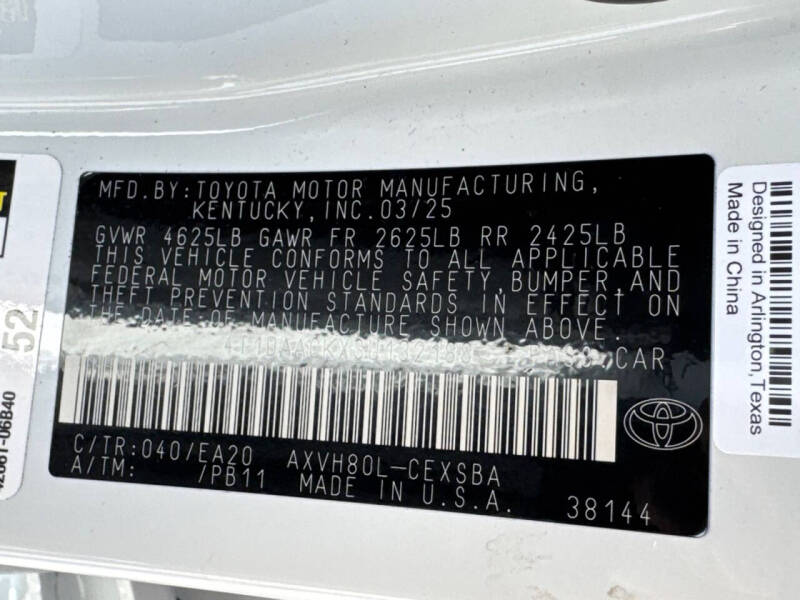 MFD.BY:TOYOTA MOTOR MANUFACTURING,
KENTUCKY,INC.03/25
GVWR 4625LB GAWR FR 2625LB RR 2425LB
THIS VEHICLE CONFORMS TO ALL APPLICABLE
FEDERAL MOTOR VEHICLE SAFETY,BUMPER,AND
THEFT PREVENTION STANDARDS IN EFFECT ON
THE DATE OF MANUFACTURE SHOWN ABOVE.
CAR
C/TR:040/EA20 AXVH80L-CEXSBA
A/TM: /PB11 MADE IN U.S.A.
38144
52
Designed in Arlington,Texas
Made in China